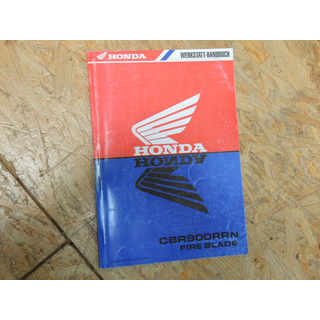 HONDA
WERKSTATT-HANDBUCH
HONDA
HONDA
CBR900RRN
FIRE BLADE